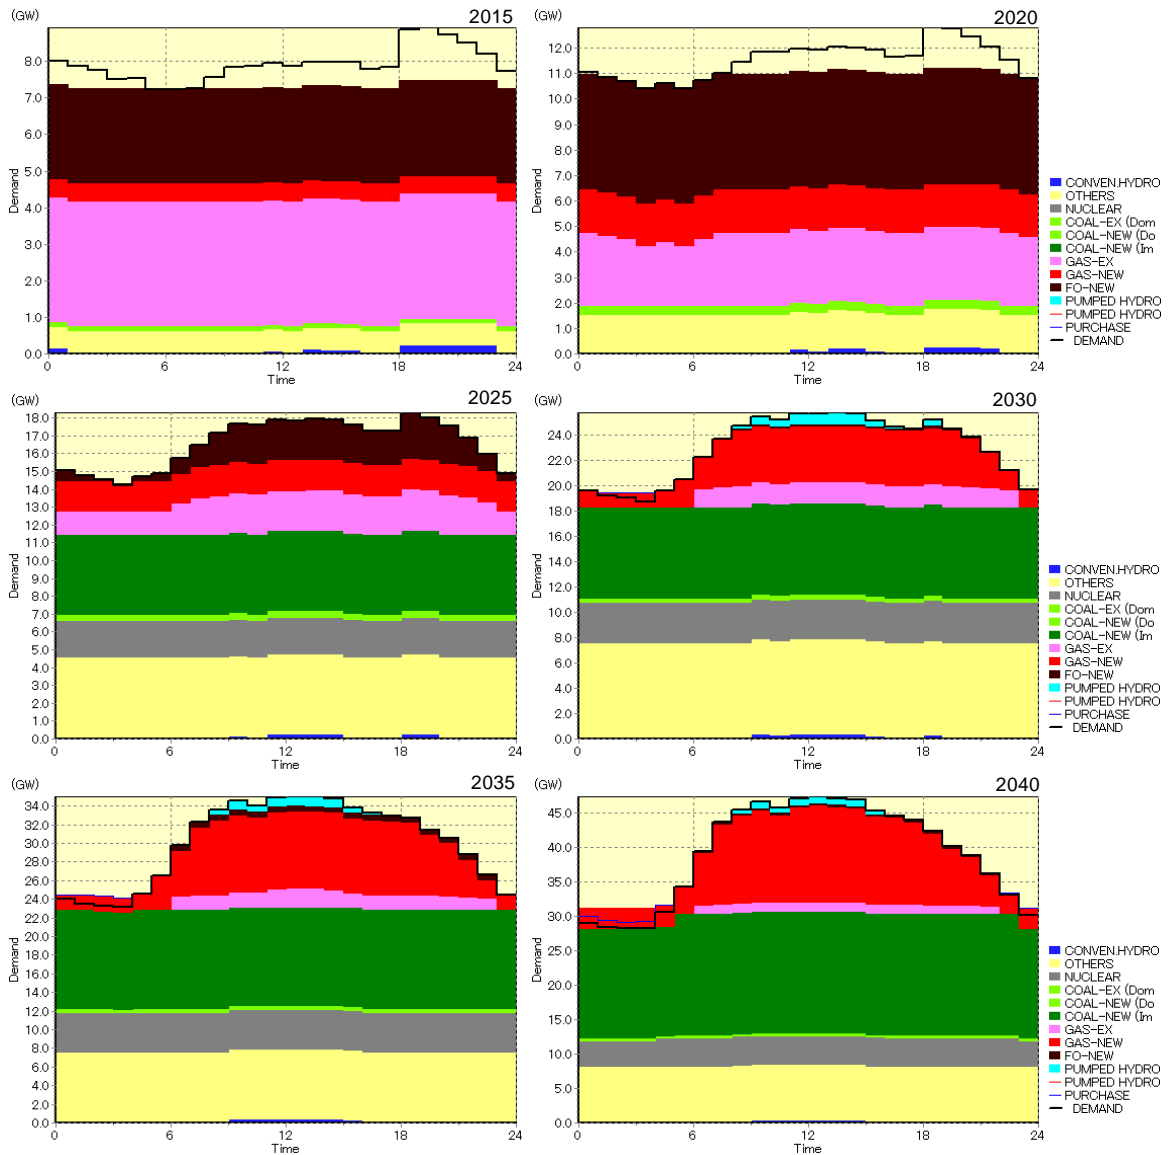 (GW) 2015
8.0
7.0
6.0
5.0
4.0
3.0
2.0
1.0
0.0
Demand
0 6 12 18 24
Time
(GW) 2020
12.0
11.0
10.0
9.0
8.0
7.0
6.0
5.0
4.0
3.0
2.0
1.0
0.0
Demand
0 6 12 18 24
Time
CONVEN.HYDRO
OTHERS
NUCLEAR
COAL-EX (Dom
COAL-NEW (Do
COAL-NEW (Im
GAS-EX
GAS-NEW
FO-NEW
PUMPED HYDRO
PUMPED HYDRO
PURCHASE
DEMAND
(GW) 2025
18.0
17.0
16.0
15.0
14.0
13.0
12.0
11.0
10.0
9.0
8.0
7.0
6.0
5.0
4.0
3.0
2.0
1.0
0.0
Demand
0 6 12 18 24
Time
(GW) 2030
24.0
22.0
20.0
18.0
16.0
14.0
12.0
10.0
8.0
6.0
4.0
2.0
0.0
Demand
0 6 12 18 24
Time
CONVEN.HYDRO
OTHERS
NUCLEAR
COAL-EX (Dom
COAL-NEW (Do
COAL-NEW (Im
GAS-EX
GAS-NEW
FO-NEW
PUMPED HYDRO
PUMPED HYDRO
PURCHASE
DEMAND
(GW) 2035
34.0
32.0
30.0
28.0
26.0
24.0
22.0
20.0
18.0
16.0
14.0
12.0
10.0
8.0
6.0
4.0
2.0
0.0
Demand
0 6 12 18 24
Time
(GW) 2040
45.0
40.0
35.0
30.0
25.0
20.0
15.0
10.0
5.0
0.0
Demand
0 6 12 18 24
Time
CONVEN.HYDRO
OTHERS
NUCLEAR
COAL-EX (Dom
COAL-NEW (Do
COAL-NEW (Im
GAS-EX
GAS-NEW
FO-NEW
PUMPED HYDRO
PUMPED HYDRO
PURCHASE
DEMAND